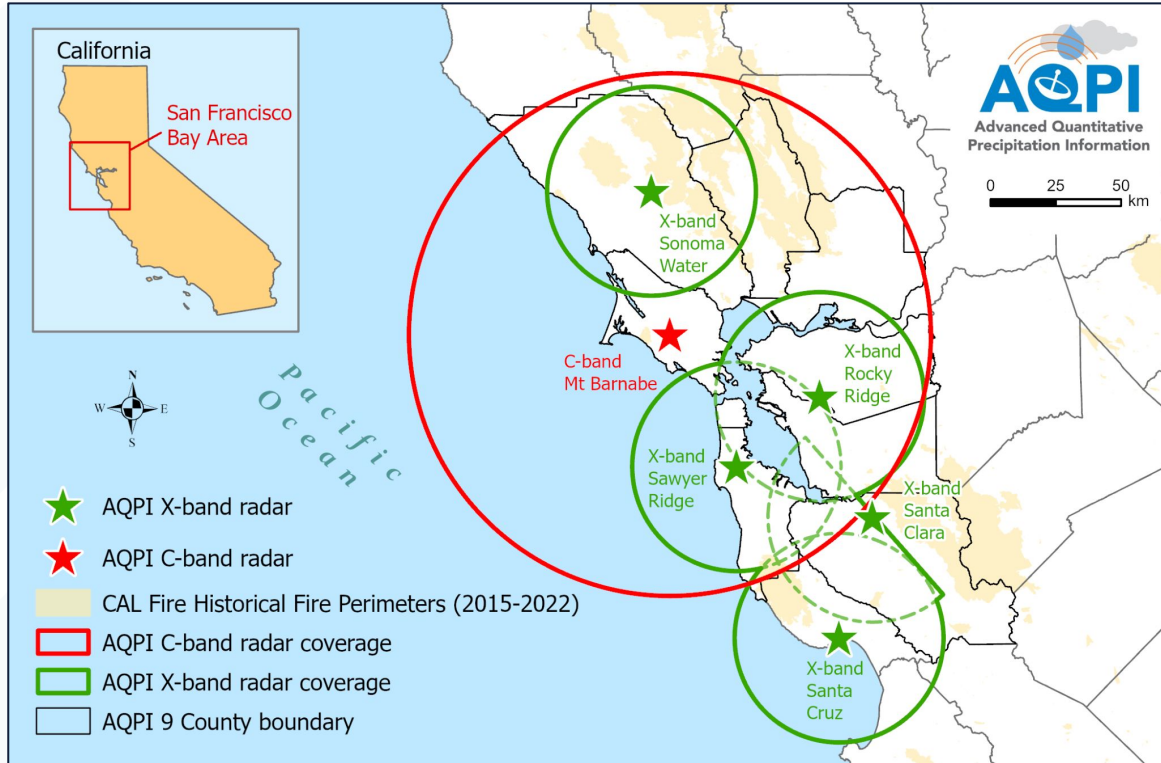 California
San Francisco
Bay Area
AQPI
Advanced Quantitative
Precipitation Information
0 25 50
km
X-band
Sonoma
Water
C-band
Mt Barnabe
X-band
Rocky
Ridge
X-band
Sawyer
Ridge
X-band
Santa
Clara
X-band
Santa
Cruz
Pacific
Ocean
N
W E
S
AQPI X-band radar
AQPI C-band radar
CAL Fire Historical Fire Perimeters (2015-2022)
AQPI C-band radar coverage
AQPI X-band radar coverage
AQPI 9 County boundary